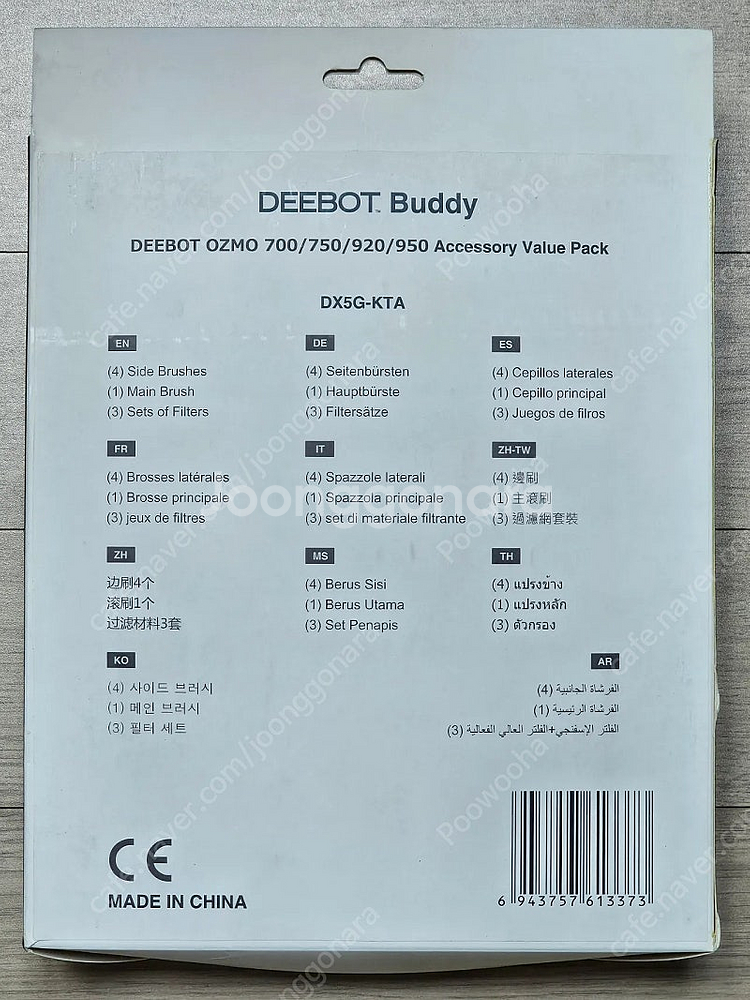 DEEBOT™ Buddy
DEEBOT OZMO 700/750/920/950 Accessory Value Pack
DX5G-KTA
EN
(4) Side Brushes
(1) Main Brush
(3) Sets of Filters
DE
(4) Seitenbürsten
(1) Hauptbürste
(3) Filtersätze
ES
(4) Cepillos laterales
(1) Cepillo principal
(3) Juegos de filros
FR
(4) Brosses latérales
(1) Brosse principale
(3) jeux de filtres
IT
(4) Spazzole laterali
(1) Spazzola principale
(3) set di materiale filtrante
ZH-TW
(4) 邊刷
(1) 主滾刷
(3) 過濾網套裝
ZH
边刷4个
滚刷1个
过滤材料3套
MS
(4) Berus Sisi
(1) Berus Utama
(3) Set Penapis
TH
(4) แปรงข้าง
(1) แปรงหลัก
(3) ตัวกรอง
KO
(4) 사이드 브러시
(1) 메인 브러시
(3) 필터 세트
AR
الفرشاة الجانبية (4)
الفرشاة الرئيسية (1)
الفلتر الإسفنجي+الفلتر العالي الفعالية (3)
CE
MADE IN CHINA
6 943757 613373
Joonggonara
cafe.naver.com/joonggonara
Poowooha